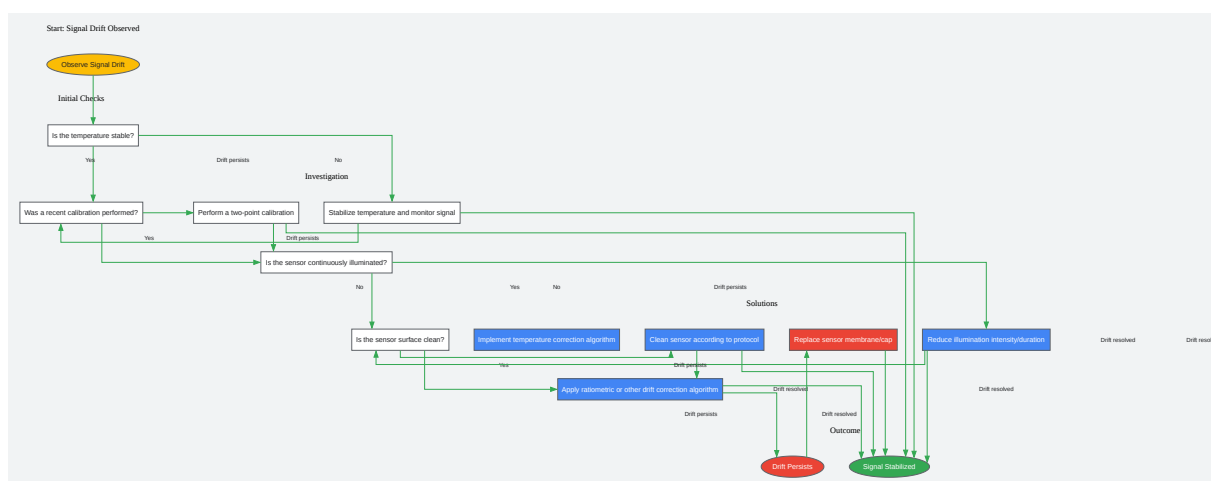 Start: Signal Drift Observed
Observe Signal Drift
Initial Checks
Is the temperature stable?
Yes
Drift persists
No
Investigation
Was a recent calibration performed?
Perform a two-point calibration
Stabilize temperature and monitor signal
Yes
Drift persists
Is the sensor continuously illuminated?
No
Yes
No
Drift persists
Solutions
Is the sensor surface clean?
Implement temperature correction algorithm
Clean sensor according to protocol
Replace sensor membrane/cap
Reduce illumination intensity/duration
Drift resolved
Drift resol
Yes
Drift persists
Apply ratiometric or other drift correction algorithm
Drift resolved
Drift resolved
Drift persists
Drift resolved
Outcome
Drift Persists
Signal Stabilized